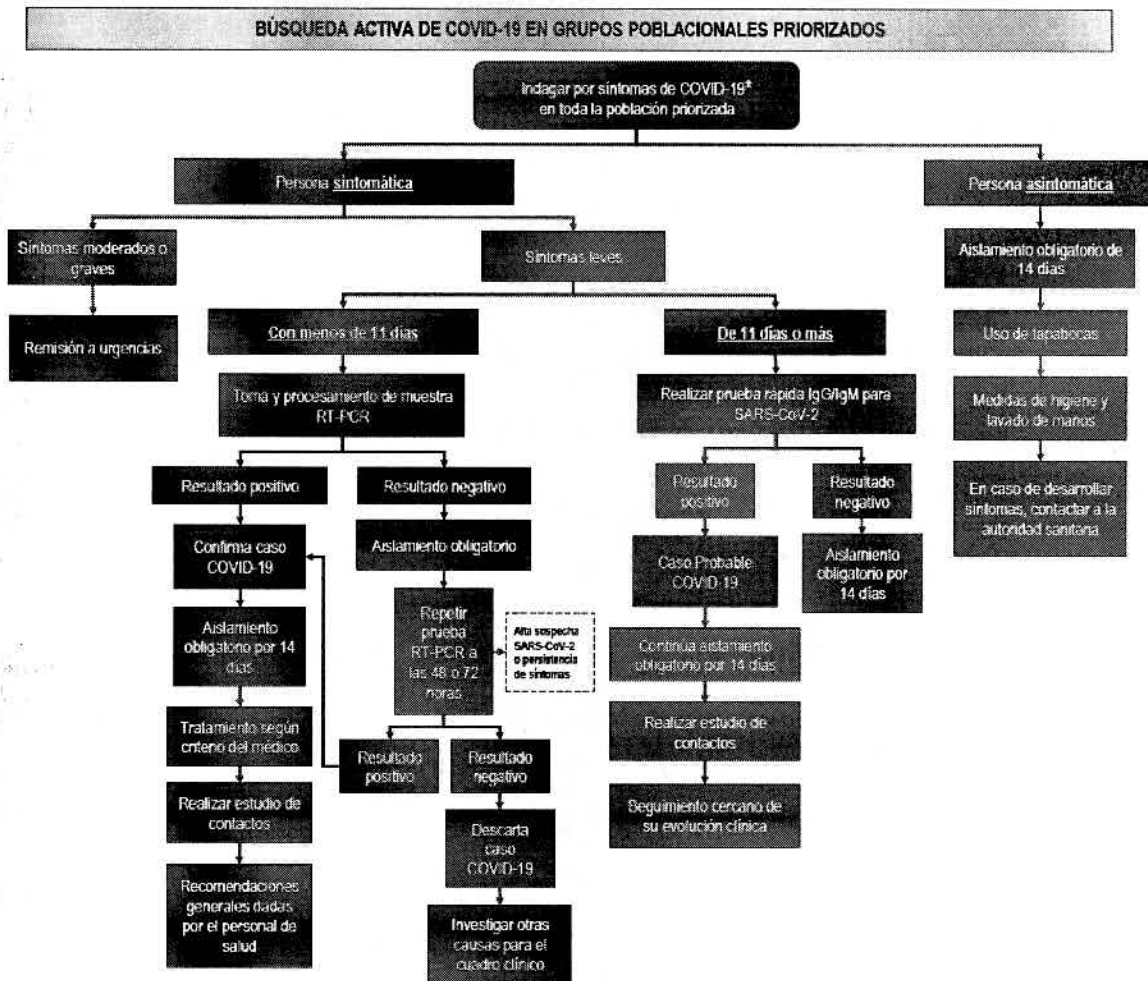 BÚSQUEDA ACTIVA DE COVID-19 EN GRUPOS POBLACIONALES PRIORIZADOS
Indagar por síntomas de COVID-19*
en toda la población priorizada
Persona sintomática
Persona asintomática
Síntomas moderados o
graves
Síntomas leves
Aislamiento obligatorio de
14 días
Remisión a urgencias
Con menos de 11 días
De 11 días o más
Uso de tapabocas
Toma y procesamiento de muestra
RT-PCR
Realizar prueba rápida IgG/IgM para
SARS-CoV-2
Medidas de higiene y
lavado de manos
Resultado positivo
Resultado negativo
Resultado
positivo
Resultado
negativo
En caso de desarrollar
síntomas, contactar a la
autoridad sanitaria
Confirma caso
COVID-19
Aislamiento obligatorio
Caso Probable
COVID-19
Aislamiento
obligatorio por
14 días
Aislamiento
obligatorio por 14
días
Repetir
prueba
RT-PCR a
las 48 o 72
horas
Alta sospecha
SARS-CoV-2
o persistencia
de síntomas
Continúa aislamiento
obligatorio por 14 días
Tratamiento según
criterio del médico
Resultado
positivo
Resultado
negativo
Realizar estudio de
contactos
Realizar estudio de
contactos
Descarta
caso
COVID-19
Seguimiento cercano de
su evolución clínica
Recomendaciones
generales dadas
por el personal de
salud
Investigar otras
causas para el
cuadro clínico